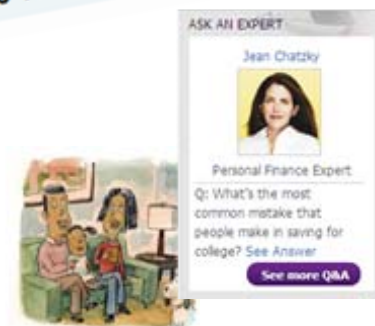 ASK AN EXPERT
Jean Chatzky
Personal Finance Expert
Q: What's the most
common mistake that
people make in saving for
college? See Answer
See more Q&A